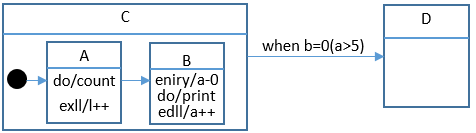 C
A
do/count
exll/l++
B
eniry/a-0
do/print
edll/a++
when b=0(a>5)
D